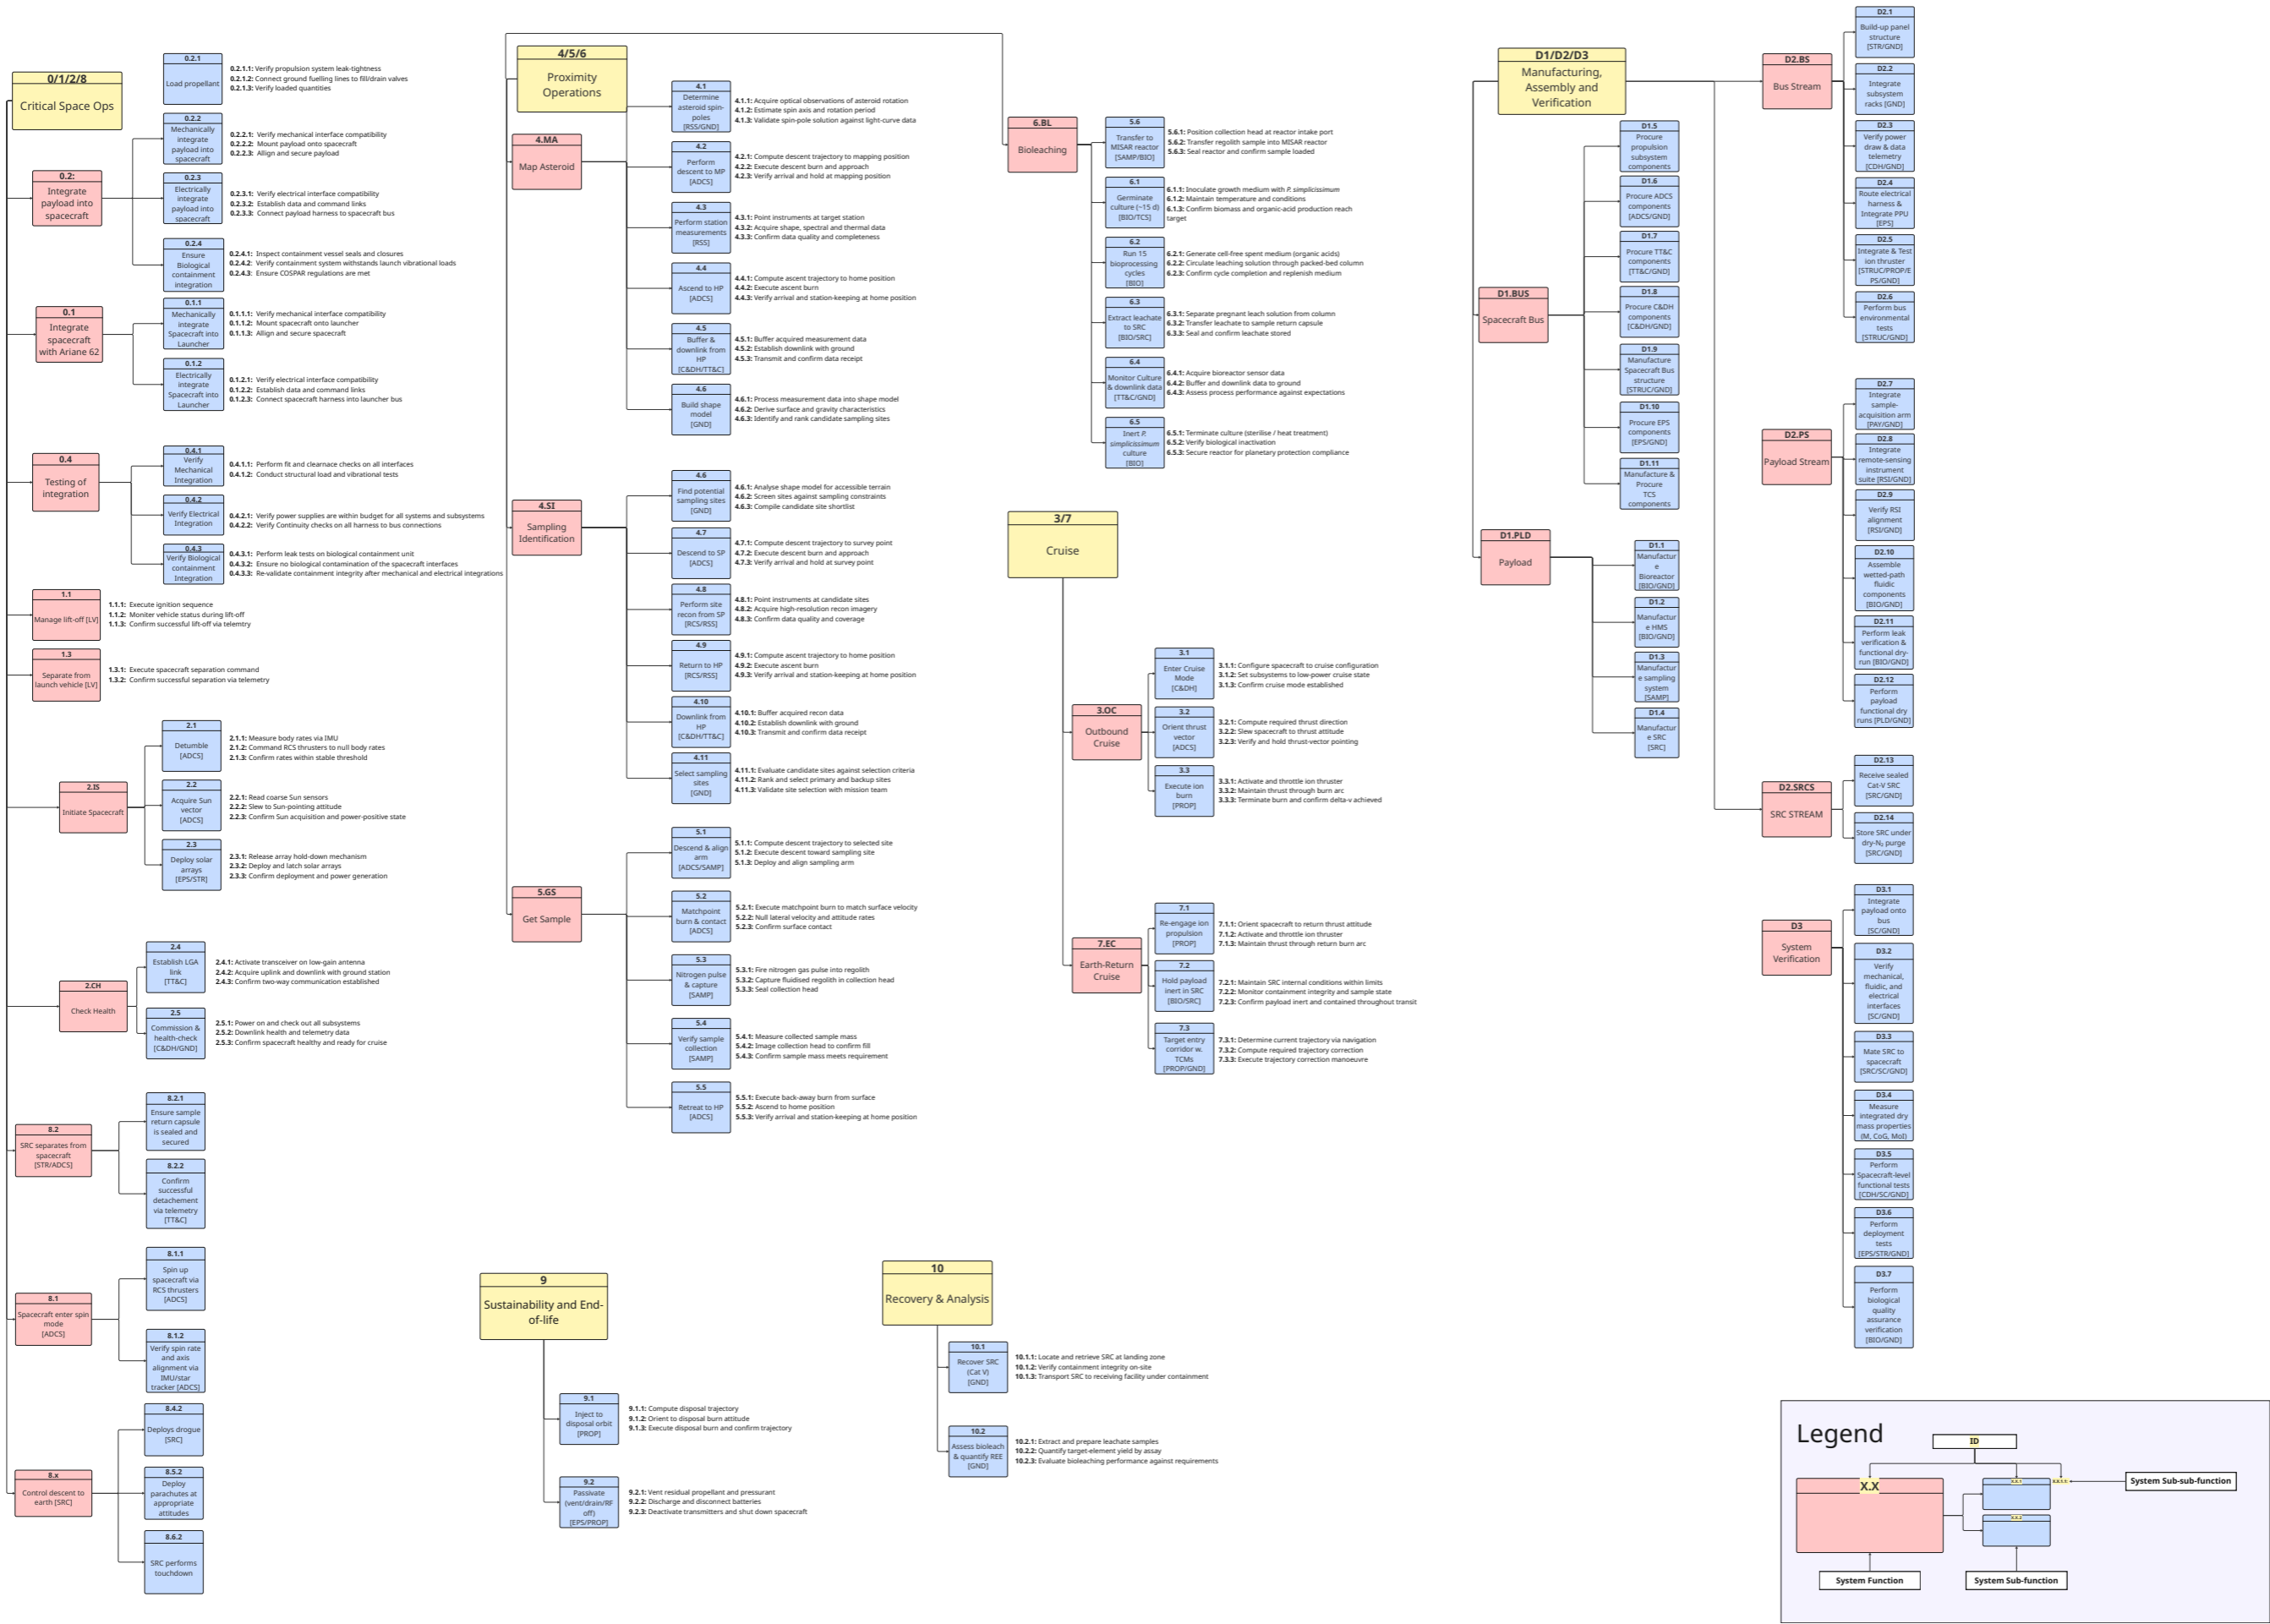 0/1/2/8
Critical Space Ops
0.2.1
Load propellant
0.2.1.1: Verify propulsion system leak-tightness
0.2.1.2: Connect ground fuelling lines to fill/drain valves
0.2.1.3: Verify loaded quantities
0.2:
Integrate
payload into
spacecraft
0.2.2
Mechanically
integrate
payload into
spacecraft
0.2.2.1: Verify mechanical interface compatibility
0.2.2.2: Mount payload onto spacecraft
0.2.2.3: Allign and secure payload
0.2.3
Electrically
integrate
payload into
spacecraft
0.2.3.1: Verify electrical interface compatibility
0.2.3.2: Establish data and command links
0.2.3.3: Connect payload harness to spacecraft bus
0.2.4
Ensure
Biological
containment
integration
0.2.4.1: Inspect containment vessel seals and closures
0.2.4.2: Verify containment system withstands launch vibrational loads
0.2.4.3: Ensure COSPAR regulations are met
0.1
Integrate
spacecraft
with Ariane 62
0.1.1
Mechanically
integrate
Spacecraft into
Launcher
0.1.1.1: Verify mechanical interface compatibility
0.1.1.2: Mount spacecraft onto launcher
0.1.1.3: Align and secure spacecraft
0.1.2
Electrically
integrate
Spacecraft into
Launcher
0.1.2.1: Verify electrical interface compatibility
0.1.2.2: Establish data and command links
0.1.2.3: Connect spacecraft harness into launcher bus
0.4
Testing of
integration
0.4.1
Verify
Mechanical
Integration
0.4.1.1: Perform fit and clearnace checks on all interfaces
0.4.1.2: Conduct structural load and vibrational tests
0.4.2
Verify Electrical
Integration
0.4.2.1: Verify power supplies are within budget for all systems and subsystems
0.4.2.2: Verify Continuity checks on all harness to bus connections
0.4.3
Verify Biological
containment
Integration
0.4.3.1: Perform leak tests on biological containment unit
0.4.3.2: Ensure no biological contamination of the spacecraft interfaces
0.4.3.3: Re-validate containment integrity after mechanical and electrical integrations
1.1
Manage lift-off [LV]
1.1.1: Execute ignition sequence
1.1.2: Moniter vehicle status during lift-off
1.1.3: Confirm successful lift-off via telemtry
1.3
Separate from
launch vehicle [LV]
1.3.1: Execute spacecraft separation command
1.3.2: Confirm successful separation via telemetry
2.IS
Initiate Spacecraft
2.1
Detumble
[ADCS]
2.1.1: Measure body rates via IMU
2.1.2: Command RCS thrusters to null body rates
2.1.3: Confirm rates within stable threshold
2.2
Acquire Sun
vector
[ADCS]
2.2.1: Read coarse Sun sensors
2.2.2: Slew to Sun-pointing attitude
2.2.3: Confirm Sun acquisition and power-positive state
2.3
Deploy solar
arrays
[EPS/STR]
2.3.1: Release array hold-down mechanism
2.3.2: Deploy and latch solar arrays
2.3.3: Confirm deployment and power generation
2.CH
Check Health
2.4
Establish LGA
link
[TT&C]
2.4.1: Activate transceiver on low-gain antenna
2.4.2: Acquire uplink and downlink with ground station
2.4.3: Confirm two-way communication established
2.5
Commission &
health-check
[C&DH/GND]
2.5.1: Power on and check out all subsystems
2.5.2: Downlink health and telemetry data
2.5.3: Confirm spacecraft healthy and ready for cruise
8.2
SRC separates from
spacecraft
[STR/ADCS]
8.2.1
Ensure sample
return capsule
is sealed and
secured
8.2.2
Confirm
successful
detachement
via telemetry
[TT&C]
8.1
Spacecraft enter spin
mode
[ADCS]
8.1.1
Spin up
spacecraft via
RCS thrusters
[ADCS]
8.1.2
Verify spin rate
and axis
alignment via
IMU/star
tracker [ADCS]
8.x
Control descent to
earth [SRC]
8.4.2
Deploys drogue
[SRC]
8.5.2
Deploy
parachutes at
appropriate
attitudes
8.6.2
SRC performs
touchdown
4/5/6
Proximity
Operations
4.MA
Map Asteroid
4.1
Determine
asteroid spin-
poles
[RSS/GND]
4.1.1: Acquire optical observations of asteroid rotation
4.1.2: Estimate spin axis and rotation period
4.1.3: Validate spin-pole solution against light-curve data
4.2
Perform
descent to MP
[ADCS]
4.2.1: Compute descent trajectory to mapping position
4.2.2: Execute descent burn and approach
4.2.3: Verify arrival and hold at mapping position
4.3
Perform station
measurements
[RSS]
4.3.1: Point instruments at target station
4.3.2: Acquire shape, spectral and thermal data
4.3.3: Confirm data quality and completeness
4.4
Ascend to HP
[ADCS]
4.4.1: Compute ascent trajectory to home position
4.4.2: Execute ascent burn
4.4.3: Verify arrival and station-keeping at home position
4.5
Buffer &
downlink from
HP
[C&DH/TT&C]
4.5.1: Buffer acquired measurement data
4.5.2: Establish downlink with ground
4.5.3: Transmit and confirm data receipt
4.6
Build shape
model
[GND]
4.6.1: Process measurement data into shape model
4.6.2: Derive surface and gravity characteristics
4.6.3: Identify and rank candidate sampling sites
4.SI
Sampling
Identification
4.6
Find potential
sampling sites
[GND]
4.6.1: Analyse shape model for accessible terrain
4.6.2: Screen sites against sampling constraints
4.6.3: Compile candidate site shortlist
4.7
Descend to SP
[ADCS]
4.7.1: Compute descent trajectory to survey point
4.7.2: Execute descent burn and approach
4.7.3: Verify arrival and hold at survey point
4.8
Perform site
recon from SP
[RCS/RSS]
4.8.1: Point instruments at candidate sites
4.8.2: Acquire high-resolution recon imagery
4.8.3: Confirm data quality and coverage
4.9
Return to HP
[RCS/RSS]
4.9.1: Compute ascent trajectory to home position
4.9.2: Execute ascent burn
4.9.3: Verify arrival and station-keeping at home position
4.10
Downlink from
HP
[C&DH/TT&C]
4.10.1: Buffer acquired recon data
4.10.2: Establish downlink with ground
4.10.3: Transmit and confirm data receipt
4.11
Select sampling
sites
[GND]
4.11.1: Evaluate candidate sites against selection criteria
4.11.2: Rank and select primary and backup sites
4.11.3: Validate site selection with mission team
5.GS
Get Sample
5.1
Descend & align
arm
[ADCS/SAMP]
5.1.1: Compute descent trajectory to selected site
5.1.2: Execute descent toward sampling site
5.1.3: Deploy and align sampling arm
5.2
Matchpoint
burn & contact
[ADCS]
5.2.1: Execute matchpoint burn to match surface velocity
5.2.2: Null lateral velocity and attitude rates
5.2.3: Confirm surface contact
5.3
Nitrogen pulse
& capture
[SAMP]
5.3.1: Fire nitrogen gas pulse into regolith
5.3.2: Capture fluidised regolith in collection head
5.3.3: Seal collection head
5.4
Verify sample
collection
[SAMP]
5.4.1: Measure collected sample mass
5.4.2: Image collection head to confirm fill
5.4.3: Confirm sample mass meets requirement
5.5
Retreat to HP
[ADCS]
5.5.1: Execute back-away burn from surface
5.5.2: Ascend to home position
5.5.3: Verify arrival and station-keeping at home position
6.BL
Bioleaching
5.6
Transfer to
MISAR reactor
[SAMP/BIO]
5.6.1: Position collection head at reactor intake port
5.6.2: Transfer regolith sample into MISAR reactor
5.6.3: Seal reactor and confirm sample loaded
6.1
Germinate
culture (~15 d)
[BIO/TCS]
6.1.1: Inoculate growth medium with P. simplicissimum
6.1.2: Maintain temperature and conditions
6.1.3: Confirm biomass and organic-acid production reach
target
6.2
Run 15
bioprocessing
cycles
[BIO]
6.2.1: Generate cell-free spent medium (organic acids)
6.2.2: Circulate leaching solution through packed-bed column
6.2.3: Confirm cycle completion and replenish medium
6.3
Extract leachate
to SRC
[BIO/SRC]
6.3.1: Separate pregnant leach solution from column
6.3.2: Transfer leachate to sample return capsule
6.3.3: Seal and confirm leachate stored
6.4
Monitor Culture
& downlink data
[TT&C/GND]
6.4.1: Acquire bioreactor sensor data
6.4.2: Buffer and downlink data to ground
6.4.3: Assess process performance against expectations
6.5
Inert P.
simplicissimum
culture
[BIO]
6.5.1: Terminate culture (sterilise / heat treatment)
6.5.2: Verify biological inactivation
6.5.3: Secure reactor for planetary protection compliance
3/7
Cruise
3.OC
Outbound
Cruise
3.1
Enter Cruise
Mode
[C&DH]
3.1.1: Configure spacecraft to cruise configuration
3.1.2: Set subsystems to low-power cruise state
3.1.3: Confirm cruise mode established
3.2
Orient thrust
vector
[ADCS]
3.2.1: Compute required thrust direction
3.2.2: Slew spacecraft to thrust attitude
3.2.3: Verify and hold thrust-vector pointing
3.3
Execute ion
burn
[PROP]
3.3.1: Activate and throttle ion thruster
3.3.2: Maintain thrust through burn arc
3.3.3: Terminate burn and confirm delta-v achieved
7.EC
Earth-Return
Cruise
7.1
Re-engage ion
propulsion
[PROP]
7.1.1: Orient spacecraft to return thrust attitude
7.1.2: Activate and throttle ion thruster
7.1.3: Maintain thrust through return burn arc
7.2
Hold payload
inert in SRC
[BIO/SRC]
7.2.1: Maintain SRC internal conditions within limits
7.2.2: Monitor containment integrity and sample state
7.2.3: Confirm payload inert and contained throughout transit
7.3
Target entry
corridor w.
TCMs
[PROP/GND]
7.3.1: Determine current trajectory via navigation
7.3.2: Compute required trajectory correction
7.3.3: Execute trajectory correction manoeuvre
9
Sustainability and End-
of-life
9.1
Inject to
disposal orbit
[PROP]
9.1.1: Compute disposal trajectory
9.1.2: Orient to disposal burn attitude
9.1.3: Execute disposal burn and confirm trajectory
9.2
Passivate
(vent/drain/RF
off)
[EPS/PROP]
9.2.1: Vent residual propellant and pressurant
9.2.2: Discharge and disconnect batteries
9.2.3: Deactivate transmitters and shut down spacecraft
10
Recovery & Analysis
10.1
Recover SRC
(Cat V)
[GND]
10.1.1: Locate and retrieve SRC at landing zone
10.1.2: Verify containment integrity on-site
10.1.3: Transport SRC to receiving facility under containment
10.2
Assess bioleach
& quantify REE
[GND]
10.2.1: Extract and prepare leachate samples
10.2.2: Quantify target-element yield by assay
10.2.3: Evaluate bioleaching performance against requirements
D1/D2/D3
Manufacturing,
Assembly and
Verification
D1.BUS
Spacecraft Bus
D1.5
Procure
propulsion
subsystem
components
D1.6
Procure ADCS
components
[ADCS/GND]
D1.7
Procure TT&C
components
[TT&C/GND]
D1.8
Procure C&DH
components
[C&DH/GND]
D1.9
Manufacture
Spacecraft Bus
structure
[STRUC/GND]
D1.10
Procure EPS
components
[EPS/GND]
D1.11
Manufacture &
Procure
TCS
components
D1.PLD
Payload
D1.1
Manufactur
e
Bioreactor
[BIO/GND]
D1.2
Manufactur
e HMS
[BIO/GND]
D1.3
Manufactur
e sampling
system
[SAMP]
D1.4
Manufactur
e SRC
[SRC]
D2.BS
Bus Stream
D2.1
Build-up panel
structure
[STR/GND]
D2.2
Integrate
subsystem
racks [GND]
D2.3
Verify power
draw & data
telemetry
[CDH/GND]
D2.4
Route electrical
harness &
Integrate PPU
[EPS]
D2.5
Integrate & Test
ion thruster
[STRUC/PROP/E
PS/GND]
D2.6
Perform bus
environmental
tests
[STRUC/GND]
D2.PS
Payload Stream
D2.7
Integrate
sample-
acquisition arm
[PAY/GND]
D2.8
Integrate
remote-sensing
instrument
suite [RSI/GND]
D2.9
Verify RSI
alignment
[RSI/GND]
D2.10
Assemble
wetted-path
fluidic
components
[BIO/GND]
D2.11
Perform leak
verification &
functional dry-
run [BIO/GND]
D2.12
Perform
payload
functional dry
runs [PLD/GND]
D2.SRCS
SRC STREAM
D2.13
Receive sealed
Cat-V SRC
[SRC/GND]
D2.14
Store SRC under
dry-N₂ purge
[SRC/GND]
D3
System
Verification
D3.1
Integrate
payload onto
bus
[SC/GND]
D3.2
Verify
mechanical,
fluidic, and
electrical
interfaces
[SC/GND]
D3.3
Mate SRC to
spacecraft
[SRC/SC/GND]
D3.4
Measure
integrated dry
mass properties
(M, CoG, MoI)
D3.5
Perform
Spacecraft-level
functional tests
[CDH/SC/GND]
D3.6
Perform
deployment
tests
[EPS/STR/GND]
D3.7
Perform
biological
quality
assurance
verification
[BIO/GND]
Legend
ID
X.X
X.X.1
X.X.1.1:
X.X.2
System Sub-sub-function
System Function
System Sub-function